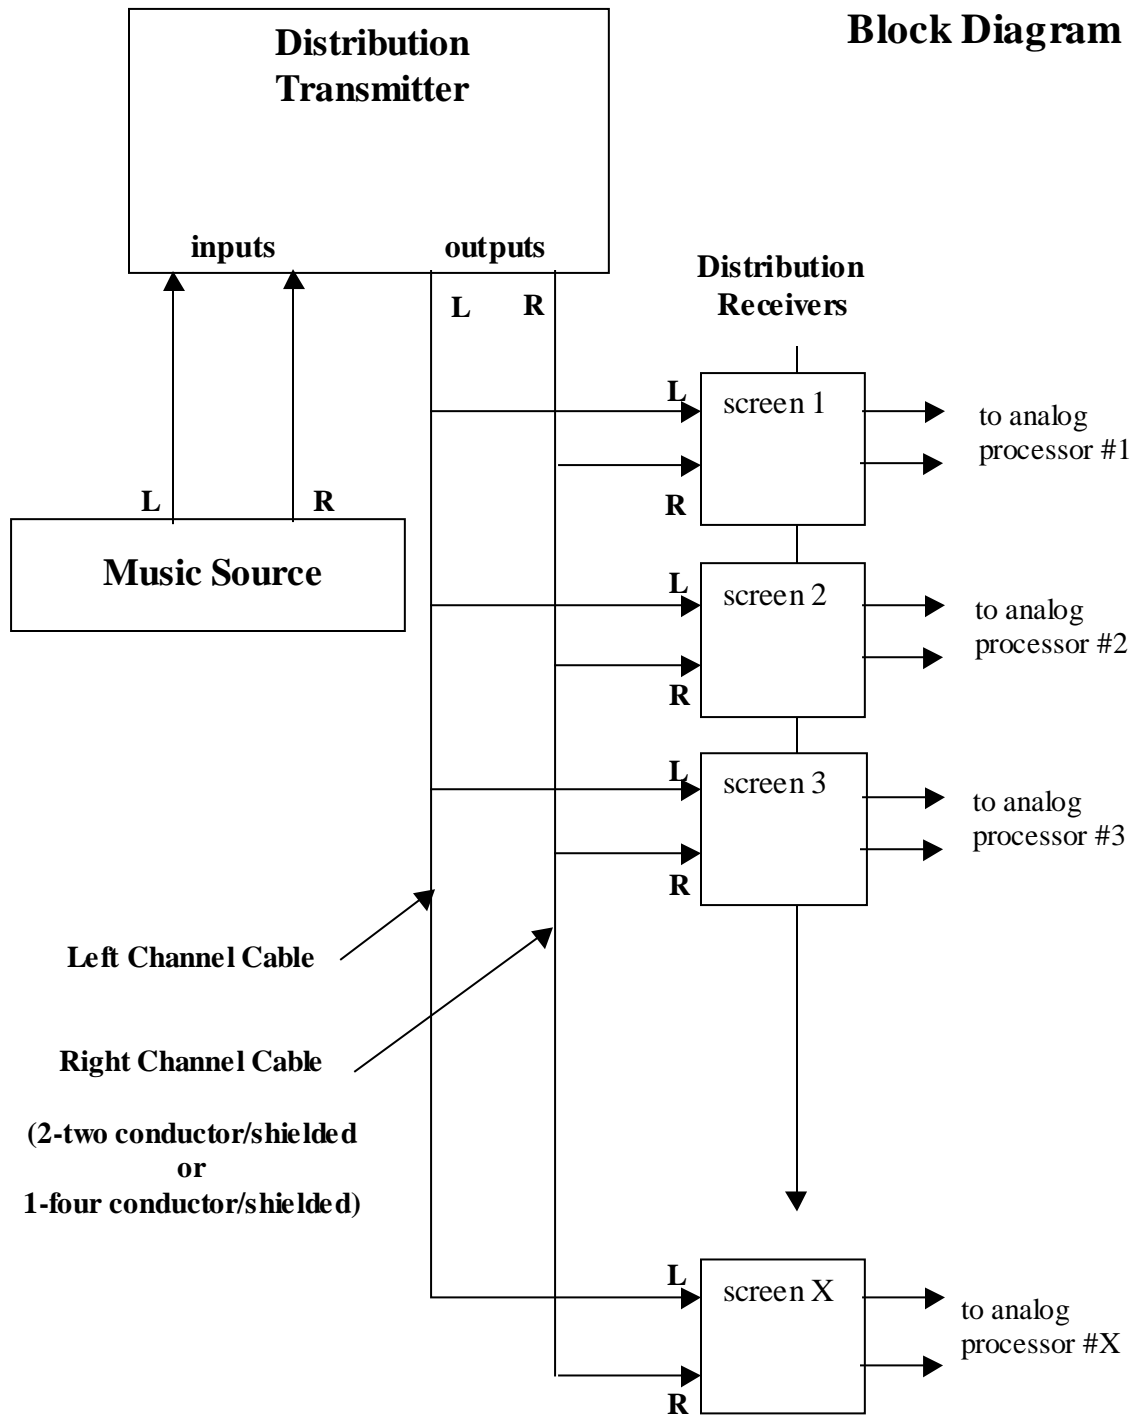 Block Diagram
Distribution
Transmitter
inputs
outputs
L
R
Distribution
Receivers
L
R
Music Source
L
screen 1
R
to analog
processor #1
L
screen 2
R
to analog
processor #2
L
screen 3
R
to analog
processor #3
Left Channel Cable
Right Channel Cable
(2-two conductor/shielded
or
1-four conductor/shielded)
L
screen X
R
to analog
processor #X